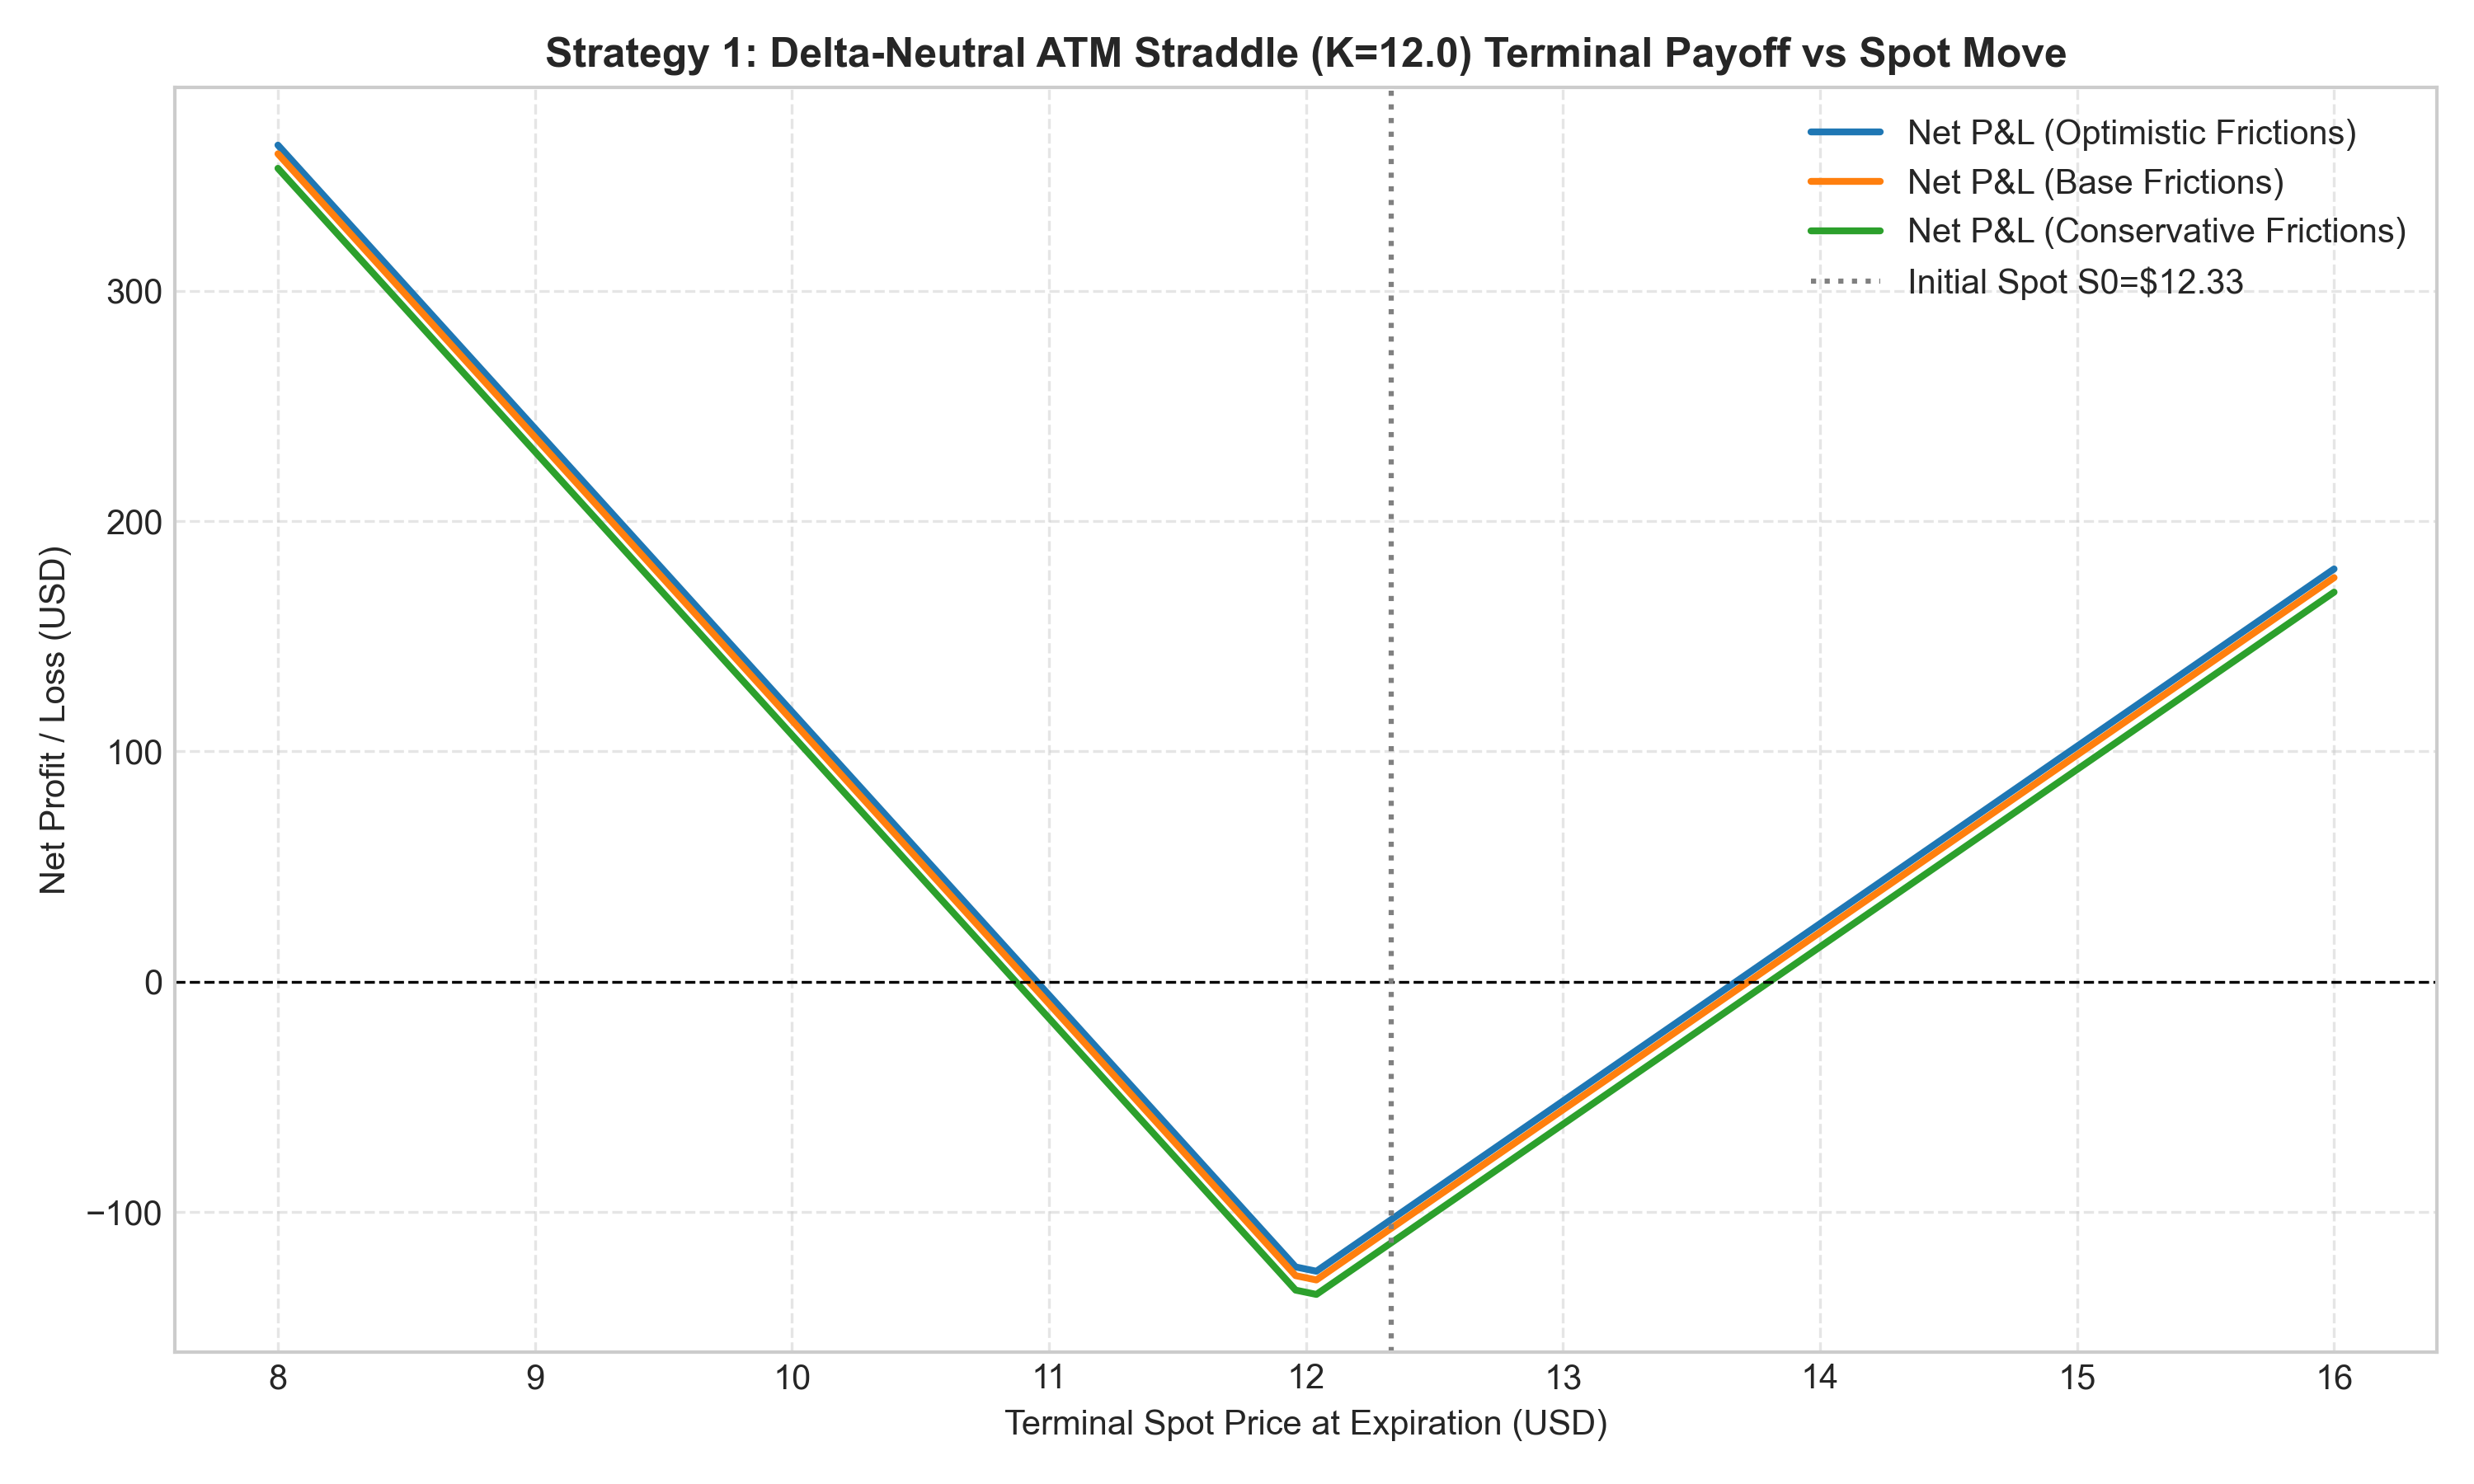 Strategy 1: Delta-Neutral ATM Straddle (K=12.0) Terminal Payoff vs Spot Move
Net P&L (Optimistic Frictions)
Net P&L (Base Frictions)
Net P&L (Conservative Frictions)
Initial Spot S0=$12.33
Net Profit / Loss (USD)
300
200
100
0
−100
8 9 10 11 12 13 14 15 16
Terminal Spot Price at Expiration (USD)